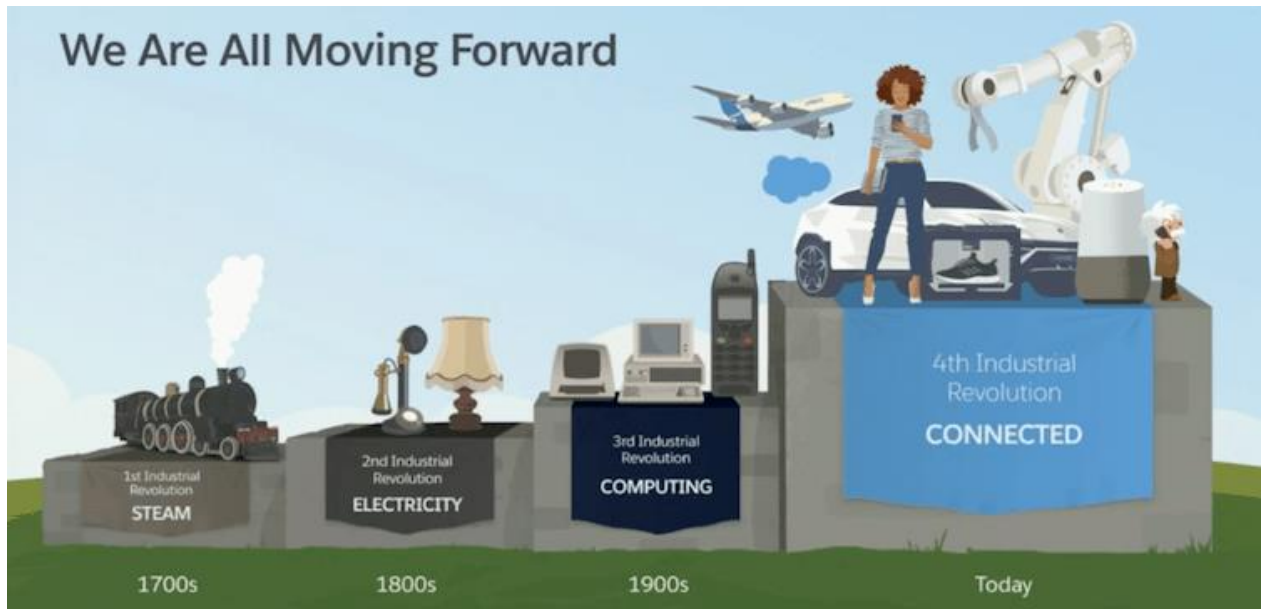 We Are All Moving Forward
1st Industrial
Revolution
STEAM
2nd Industrial
Revolution
ELECTRICITY
3rd Industrial
Revolution
COMPUTING
4th Industrial
Revolution
CONNECTED
1700s
1800s
1900s
Today